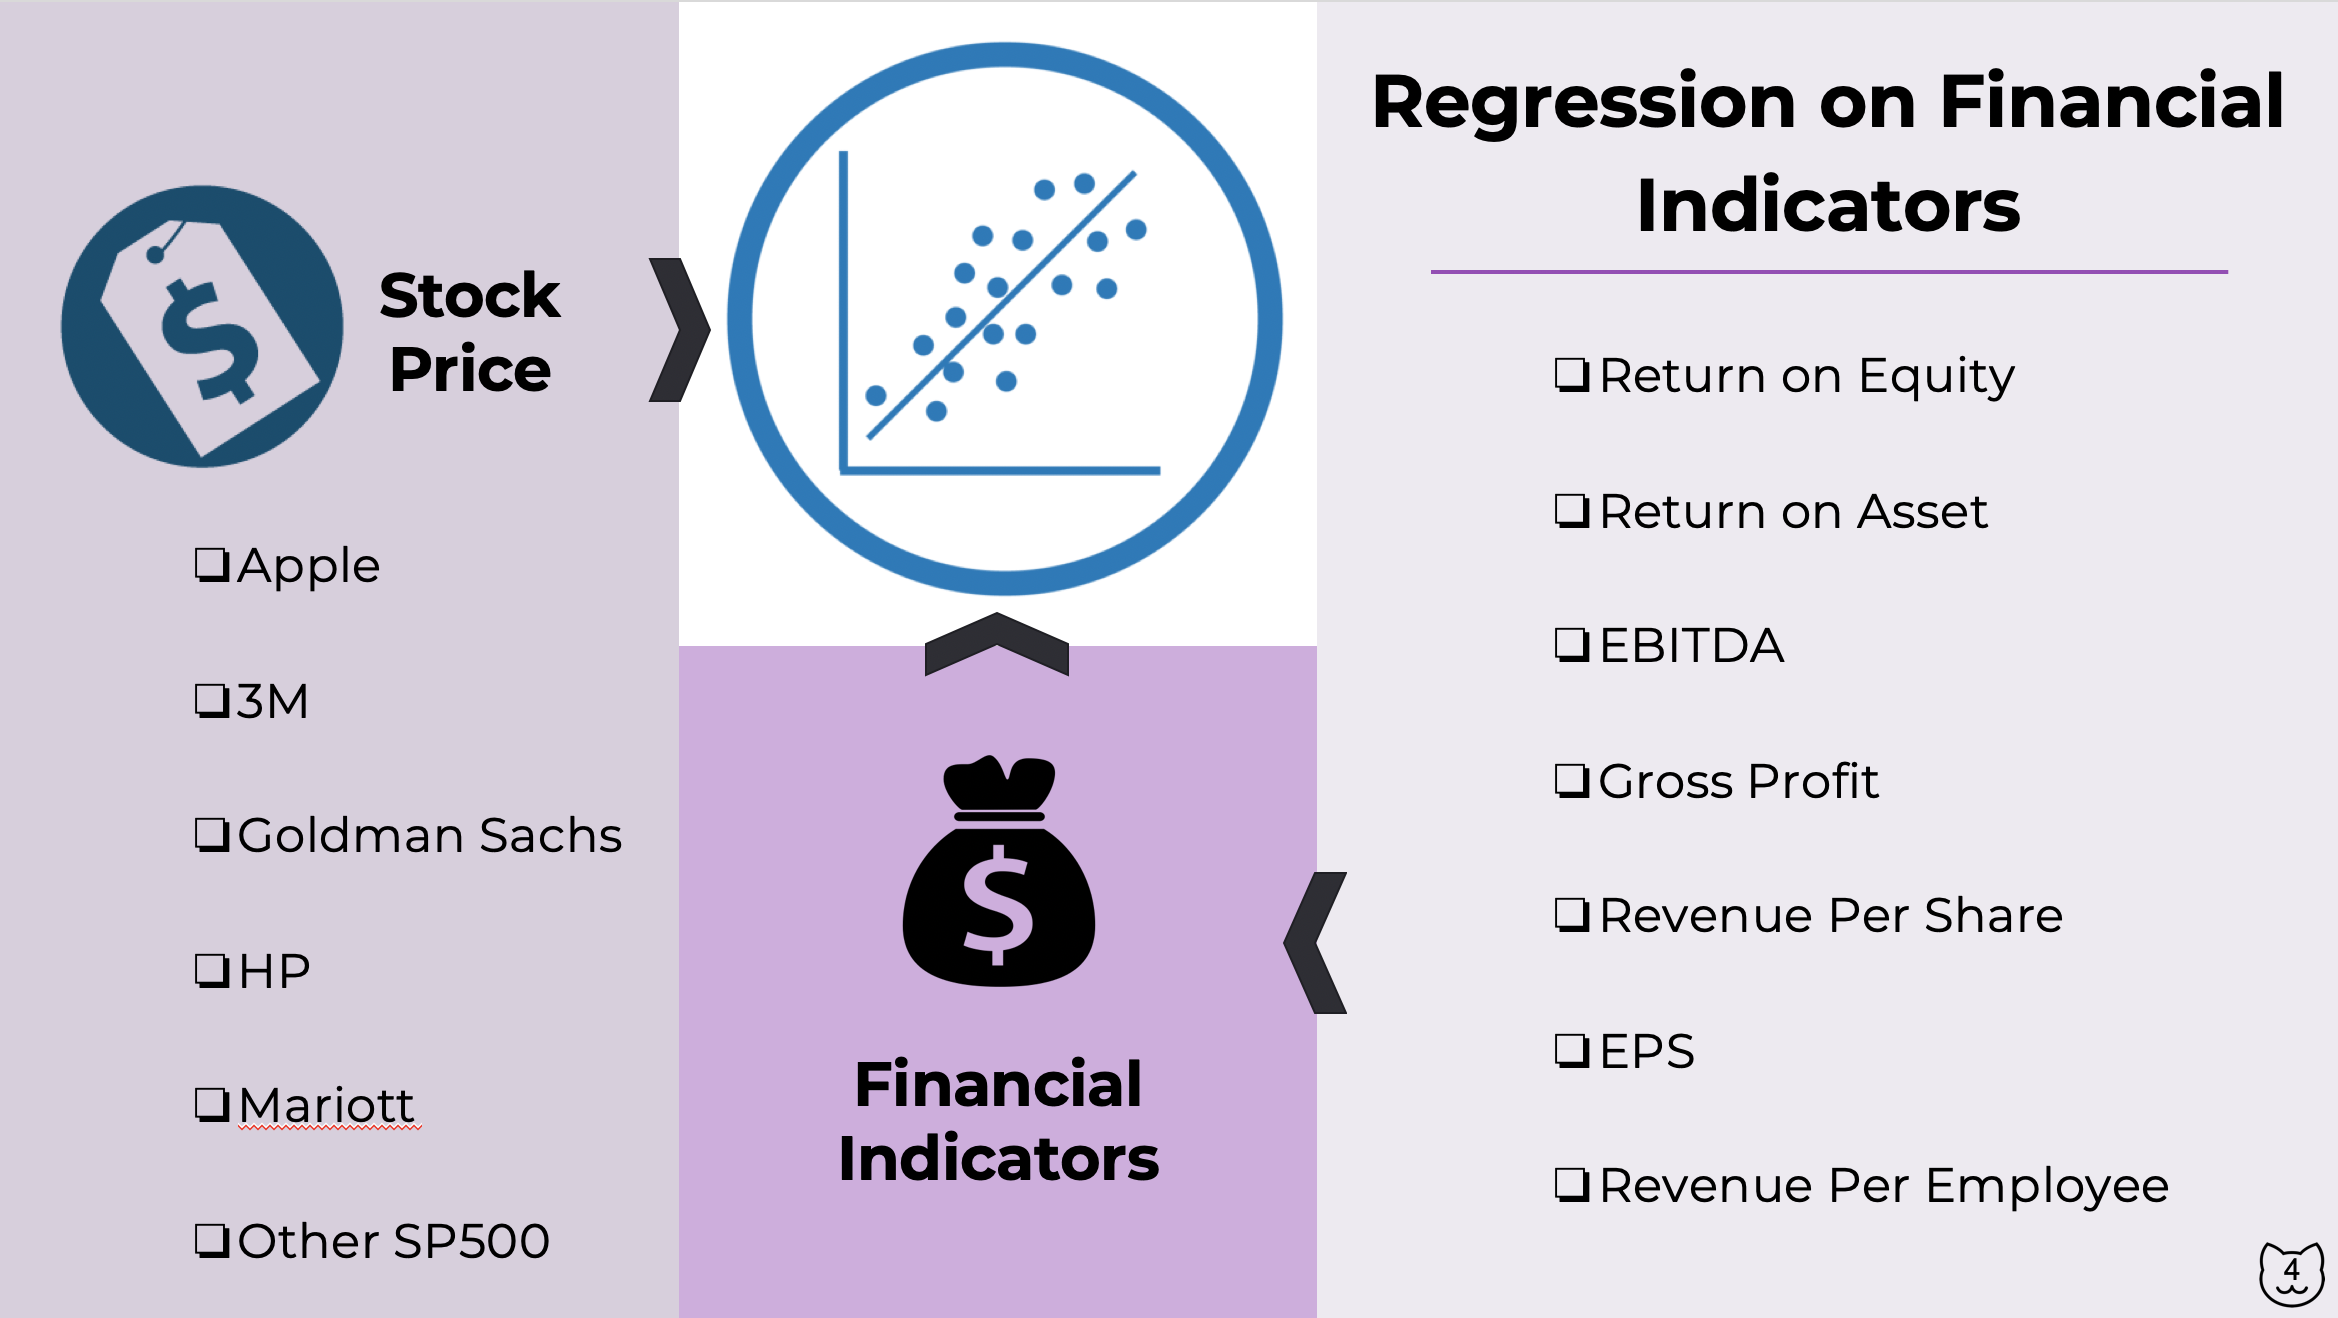 Regression on Financial
Indicators
Stock
Price
❑Apple
❑3M
❑Goldman Sachs
❑HP
❑Mariott
❑Other SP500
$
$
Financial
Indicators
❑Return on Equity
❑Return on Asset
❑EBITDA
❑Gross Profit
❑Revenue Per Share
❑EPS
❑Revenue Per Employee
4